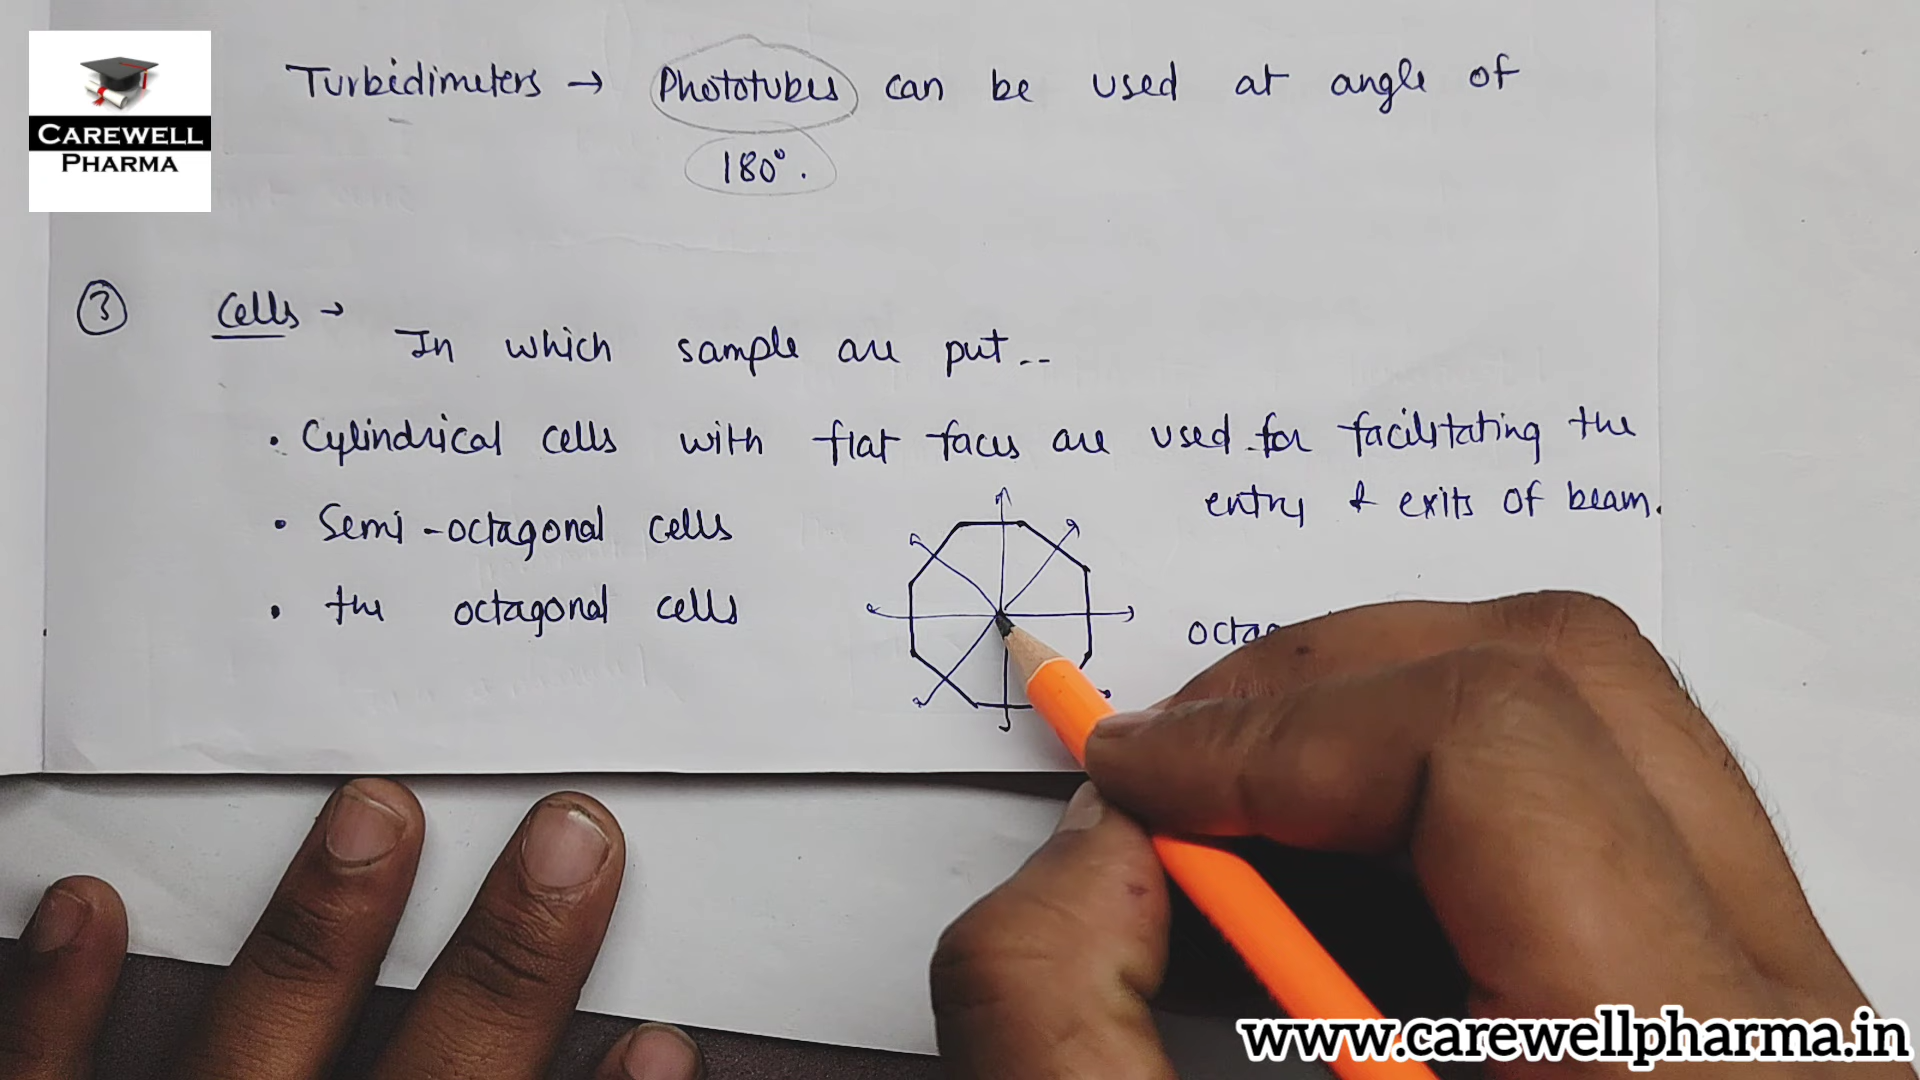 CAREWELL
PHARMA
Turbidimeters → Phototubes can be used at angle of
180°.
③ Cells →
In which sample are put..
• Cylindrical cells with flat faces are used for facilitating the
entry & exits of beam.
• Semi-octagonal cells
• the octagonal cells
www.carewellpharma.in